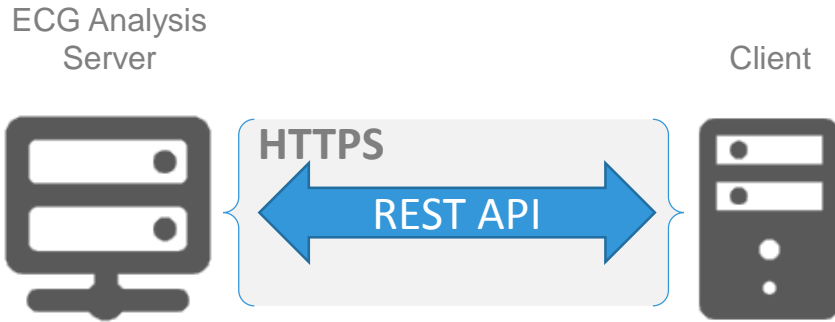 ECG Analysis
Server
Client
HTTPS
REST API